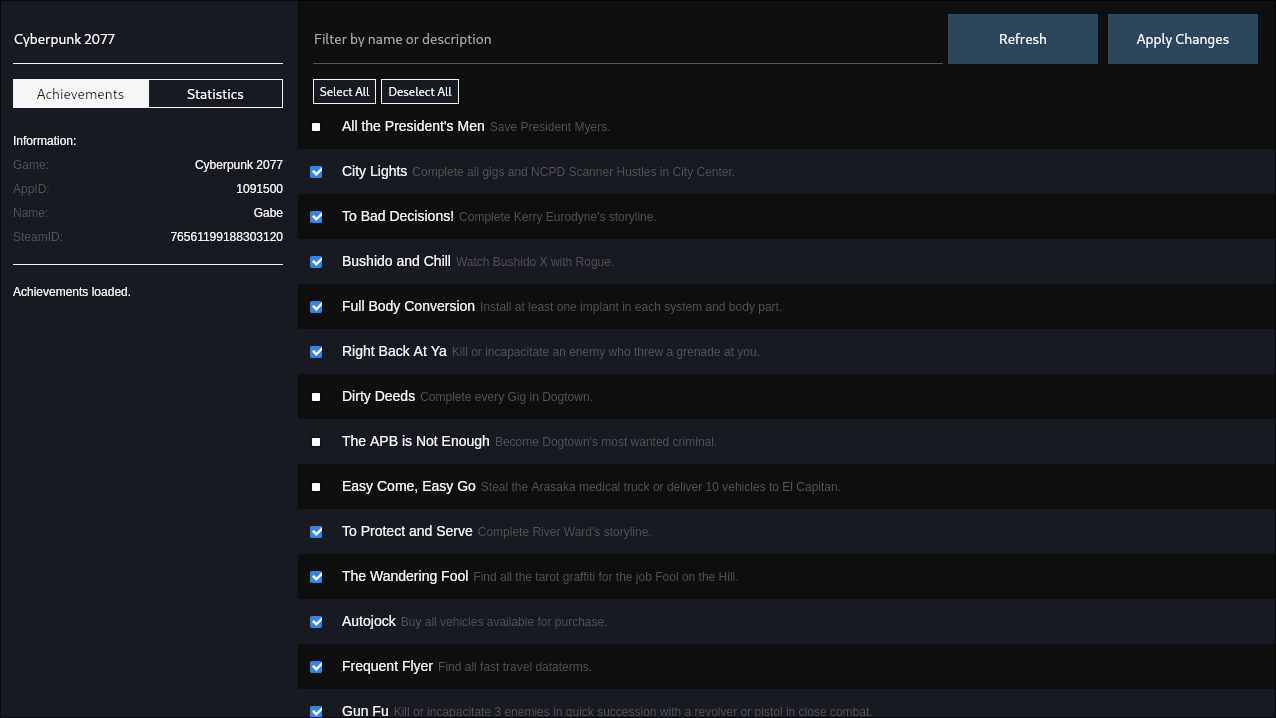 Cyberpunk 2077
Achievements
Statistics
Information:
Game: Cyberpunk 2077
AppID: 1091500
Name: Gabe
SteamID: 76561199188303120
Achievements loaded.
Filter by name or description
Refresh
Apply Changes
Select All
Deselect All
All the President's Men Save President Myers.
City Lights Complete all gigs and NCPD Scanner Hustles in City Center.
To Bad Decisions! Complete Kerry Eurodyne's storyline.
Bushido and Chill Watch Bushido X with Rogue.
Full Body Conversion Install at least one implant in each system and body part.
Right Back At Ya Kill or incapacitate an enemy who threw a grenade at you.
Dirty Deeds Complete every Gig in Dogtown.
The APB is Not Enough Become Dogtown's most wanted criminal.
Easy Come, Easy Go Steal the Arasaka medical truck or deliver 10 vehicles to El Capitan.
To Protect and Serve Complete River Ward's storyline.
The Wandering Fool Find all the tarot graffiti for the job Fool on the Hill.
Autojock Buy all vehicles available for purchase.
Frequent Flyer Find all fast travel dataterms.
Gun Fu Kill or incapacitate 3 enemies in quick succession with a revolver or pistol in close combat.